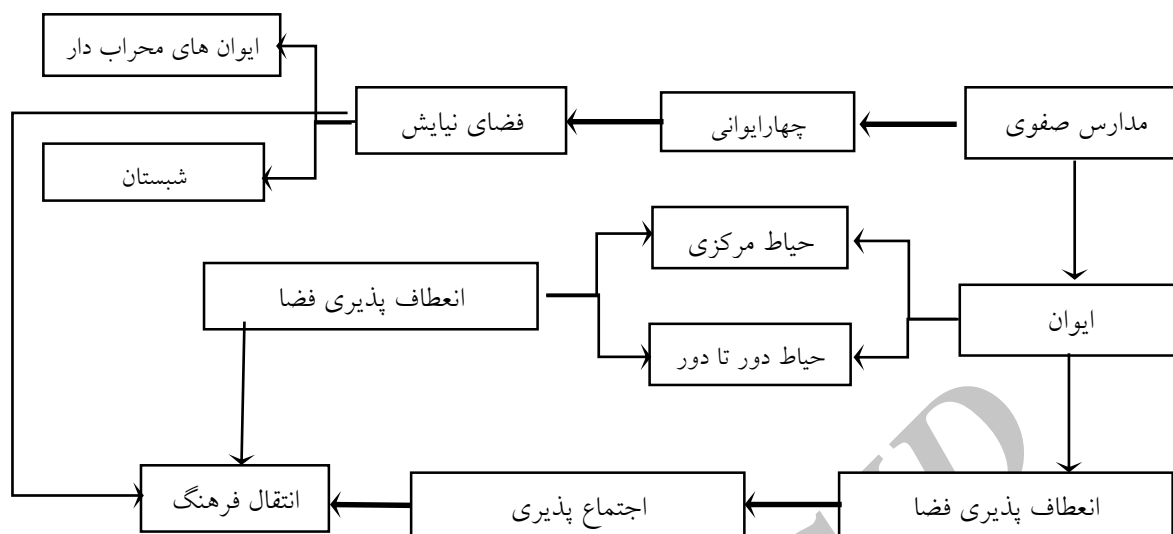 ایوان های محراب دار
مدارس صفوی
چهارایوانی
فضای نیایش
شبستان
حیاط مرکزی
انعطاف پذیری فضا
ایوان
حیاط دور تا دور
انتقال فرهنگ
اجتماع پذیری
انعطاف پذیری فضا